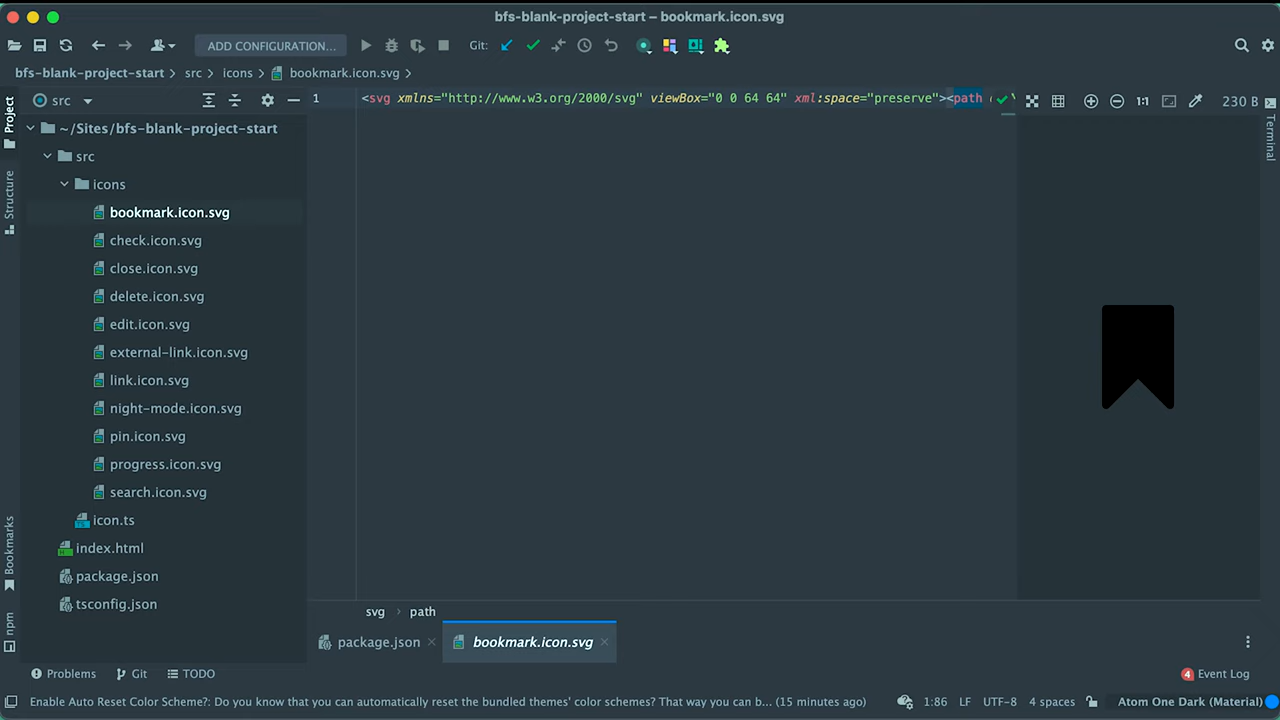 bfs-blank-project-start – bookmark.icon.svg
ADD CONFIGURATION...
Git:
bfs-blank-project-start
src
icons
bookmark.icon.svg
Project
Structure
Bookmarks
npm
src
~/Sites/bfs-blank-project-start
src
icons
bookmark.icon.svg
check.icon.svg
close.icon.svg
delete.icon.svg
edit.icon.svg
external-link.icon.svg
link.icon.svg
night-mode.icon.svg
pin.icon.svg
progress.icon.svg
search.icon.svg
icon.ts
index.html
package.json
tsconfig.json
1 <svg xmlns="http://www.w3.org/2000/svg" viewBox="0 0 64 64" xml:space="preserve"><path
1:1
230 B
Terminal
svg › path
package.json
bookmark.icon.svg
Problems
Git
TODO
4 Event Log
Enable Auto Reset Color Scheme?: Do you know that you can automatically reset the bundled themes' color schemes? That way you can b... (15 minutes ago)
1:86
LF
UTF-8
4 spaces
Atom One Dark (Material)